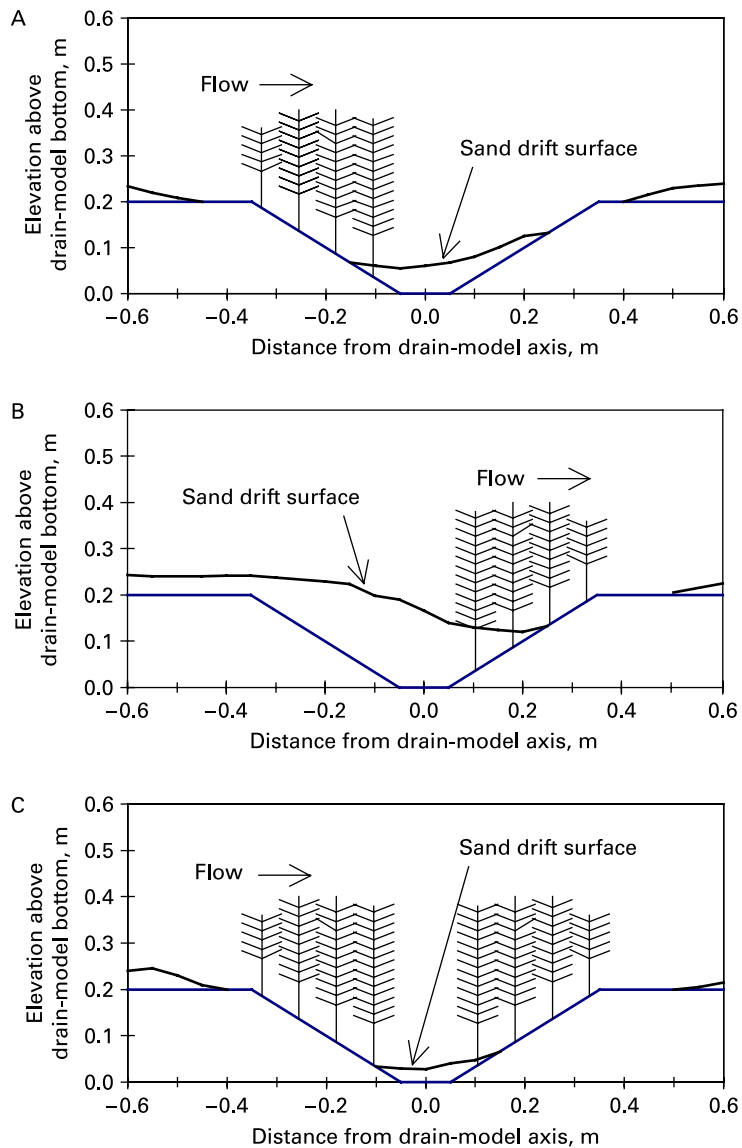 A
Elevation above
drain-model bottom, m
0.6
0.5
0.4
0.3
0.2
0.1
0.0
Flow
Sand drift surface
−0.6 −0.4 −0.2 0.0 0.2 0.4 0.6
Distance from drain-model axis, m
B
Elevation above
drain-model bottom, m
0.6
0.5
0.4
0.3
0.2
0.1
0.0
Flow
Sand drift surface
−0.6 −0.4 −0.2 0.0 0.2 0.4 0.6
Distance from drain-model axis, m
C
Elevation above
drain-model bottom, m
0.6
0.5
0.4
0.3
0.2
0.1
0.0
Sand drift surface
Flow
−0.6 −0.4 −0.2 0.0 0.2 0.4 0.6
Distance from drain-model axis, m